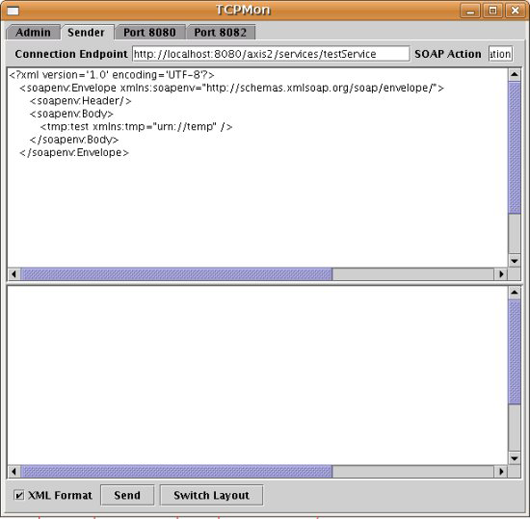 TCPMon
Admin Sender Port 8080 Port 8082
Connection Endpoint http://localhost:8080/axis2/services/testService SOAP Action
<?xml version='1.0' encoding='UTF-8'?>
<soapenv:Envelope xmlns:soapenv="http://schemas.xmlsoap.org/soap/envelope/">
<soapenv:Header/>
<soapenv:Body>
<tmp:test xmlns:tmp="urn://temp" />
</soapenv:Body>
</soapenv:Envelope>
XML Format Send Switch Layout